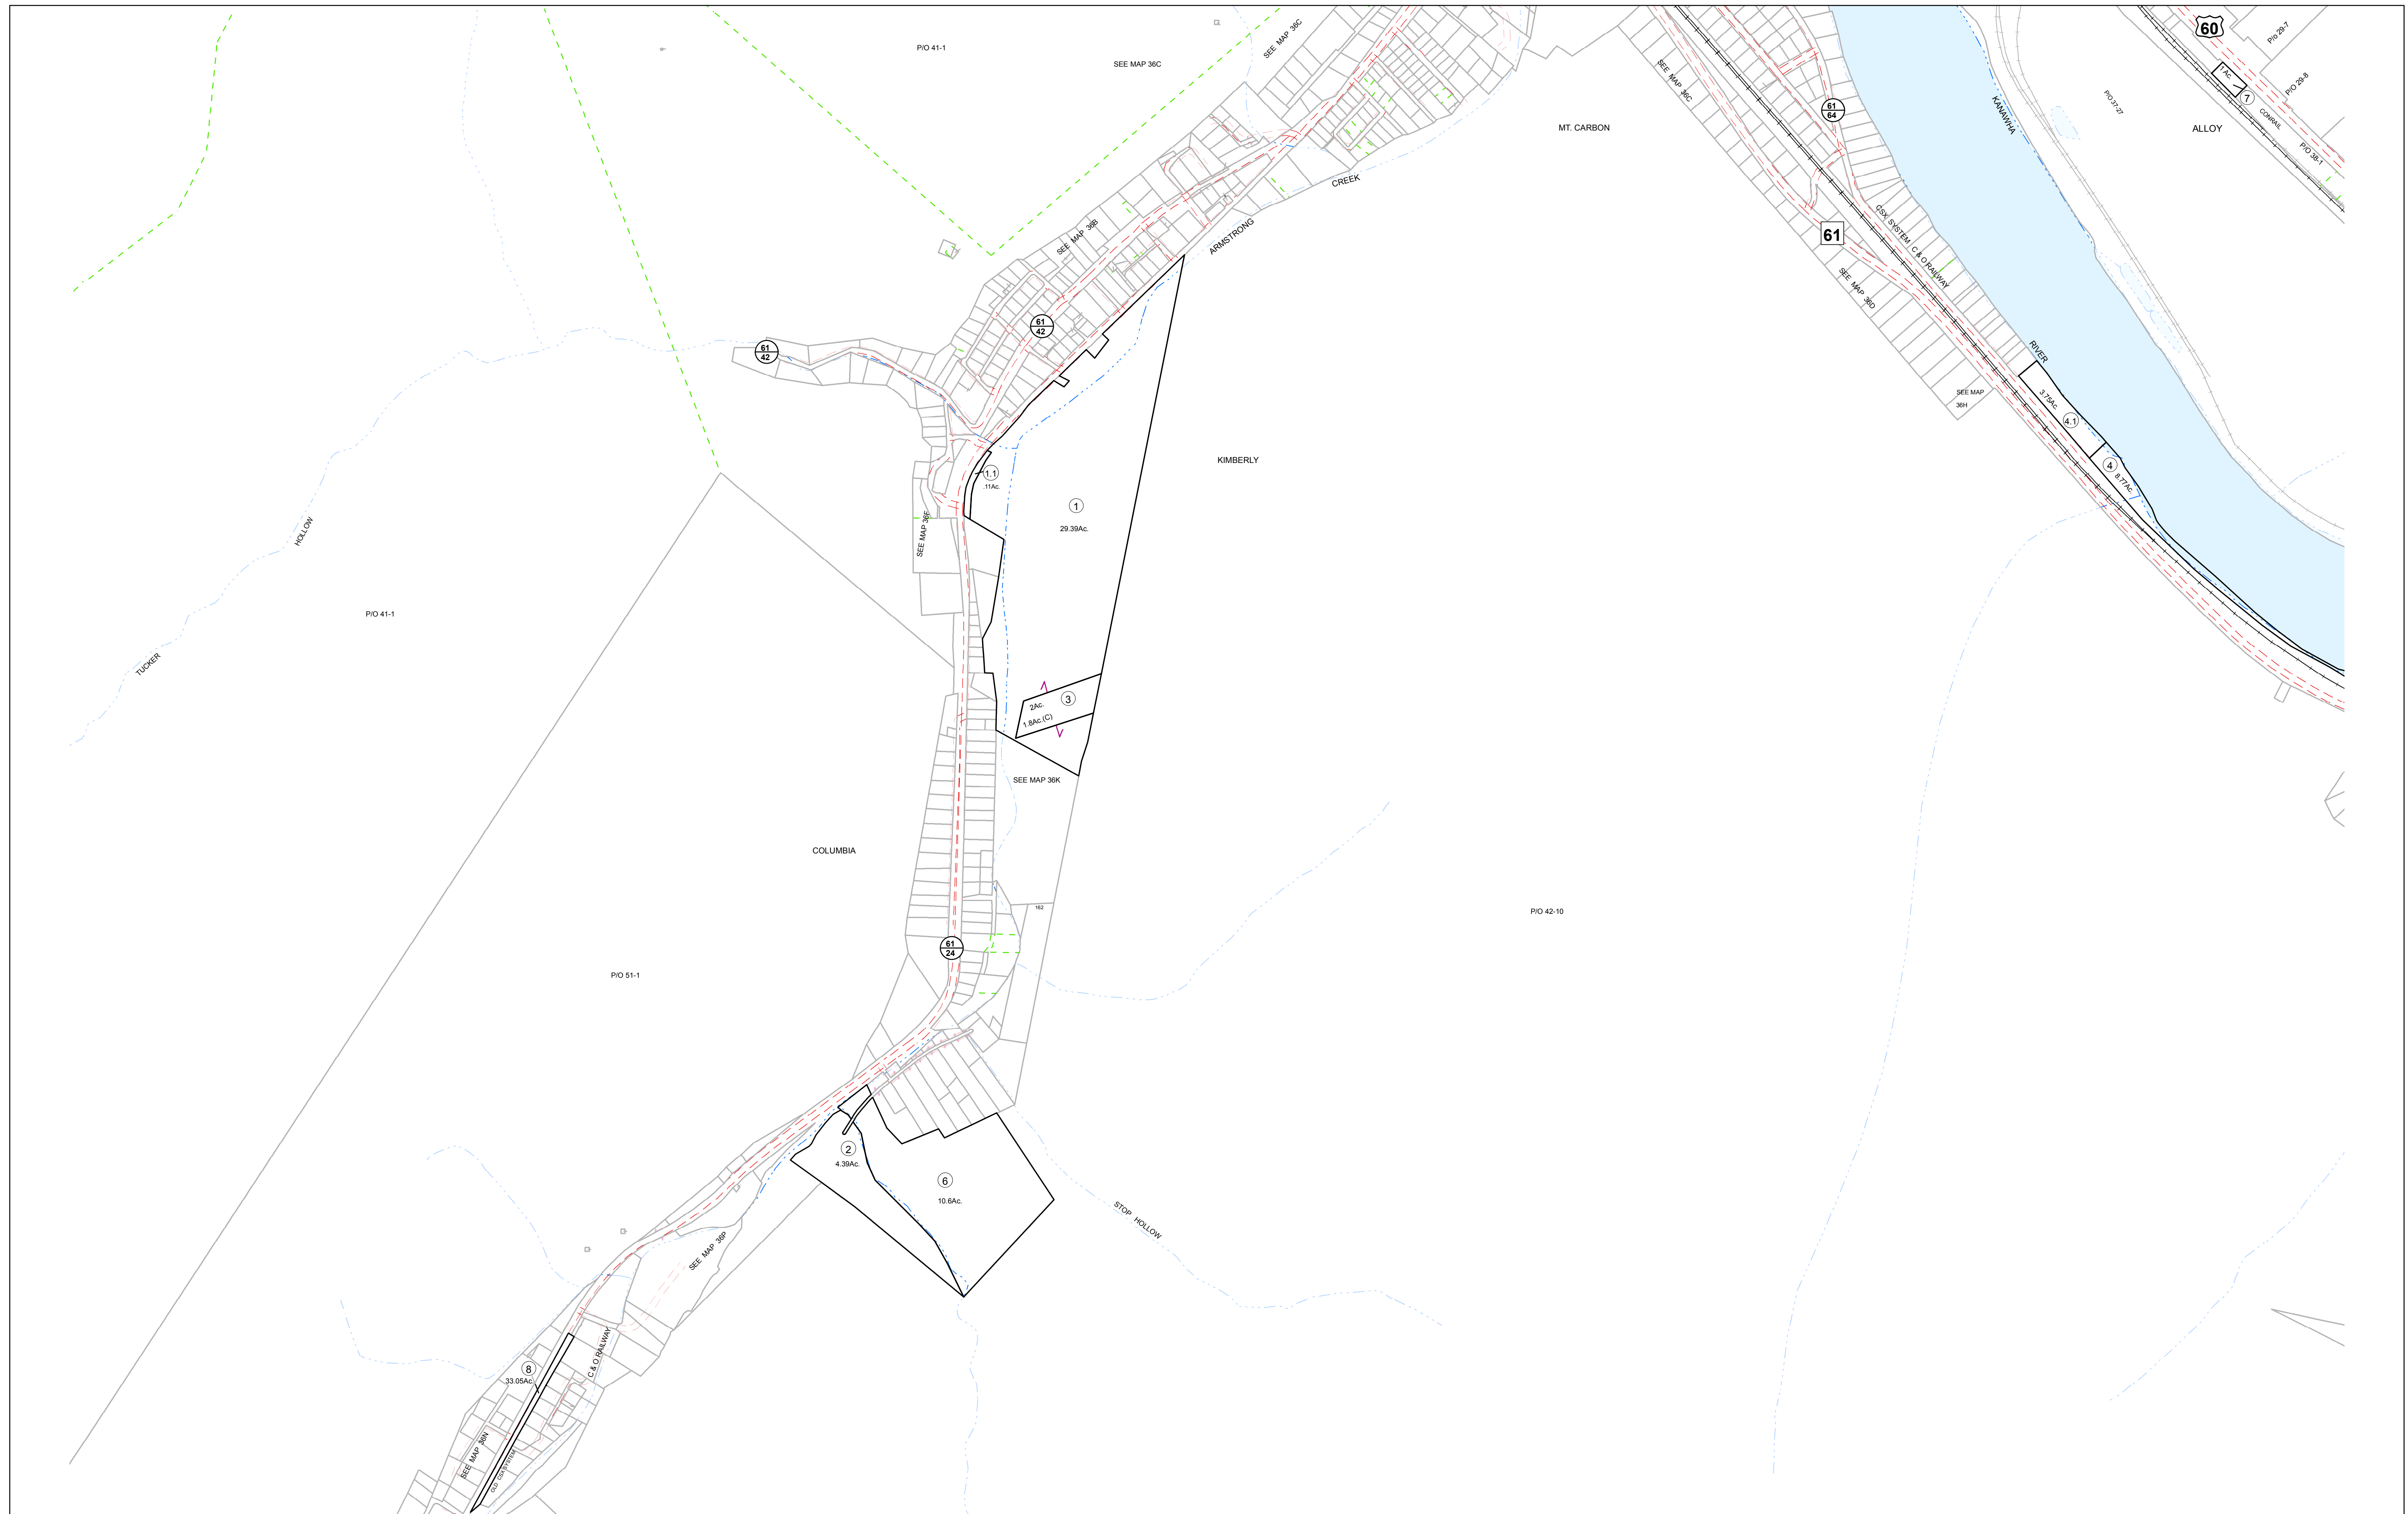 P/O 41-1
SEE MAP 36C
SEE MAP 36C
60
P/o 29-7
1 Ac.
7
P/O 29-8
CONRAIL
P/O 38-1
P/O 37-27
ALLOY
KANAWHA
SEE MAP 36C
61
64
MT. CARBON
CREEK
ARMSTRONG
SEE MAP 36B
61
CSX SYSTEM C & O RAILWAY
SEE MAP 36D
61
42
61
42
RIVER
SEE MAP
36H
3.75Ac.
4.1
4
8.77Ac.
KIMBERLY
1.1
.11Ac.
1
29.39Ac.
SEE MAP 36F
HOLLOW
TUCKER
P/O 41-1
3
2Ac.
1.8Ac.(C)
SEE MAP 36K
COLUMBIA
162
P/O 42-10
61
24
P/O 51-1
2
4.39Ac.
6
10.6Ac.
STOP HOLLOW
SEE MAP 36P
C & O RAILWAY
8
33.05Ac.
SEE MAP 36N
OLD CSX SYSTEM